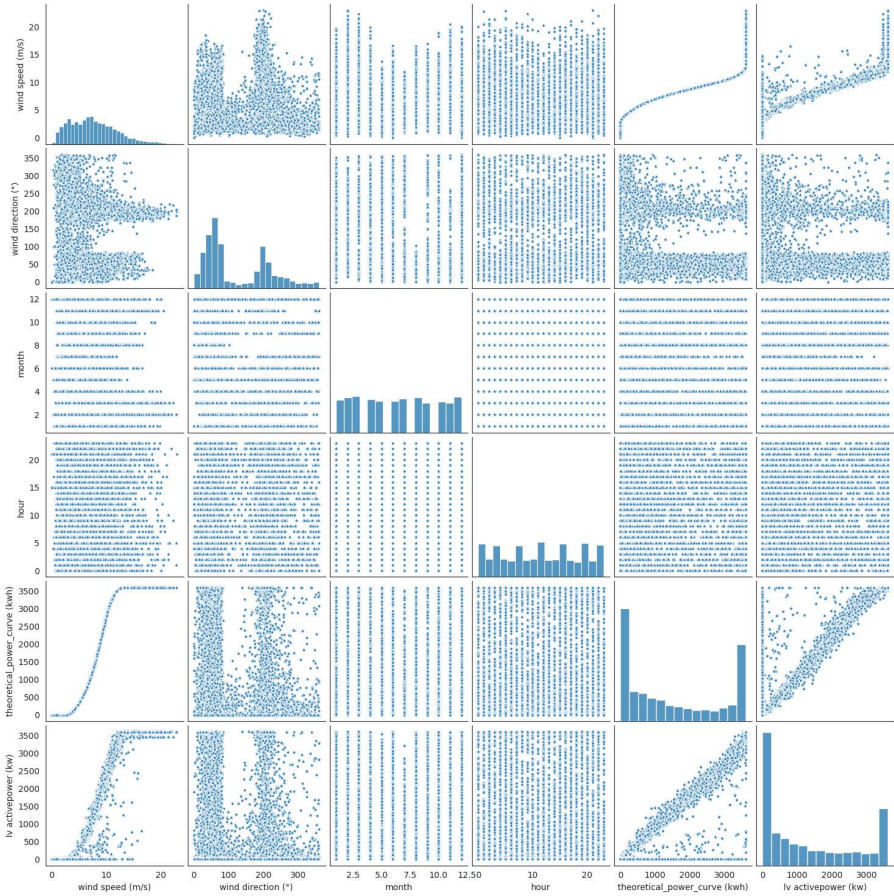 wind speed (m/s)
20
15
10
5
0
wind direction (°)
350
300
250
200
150
100
50
0
month
12
10
8
6
4
2
hour
20
15
10
5
0
theoretical_power_curve (kwh)
3500
3000
2500
2000
1500
1000
500
0
lv activepower (kw)
3500
3000
2500
2000
1500
1000
500
0
0 10 20
wind speed (m/s)
0 100 200 300
wind direction (°)
2.5 5.0 7.5 10.0 12.5
month
0 10 20
hour
0 1000 2000 3000
theoretical_power_curve (kwh)
0 1000 2000 3000
lv activepower (kw)